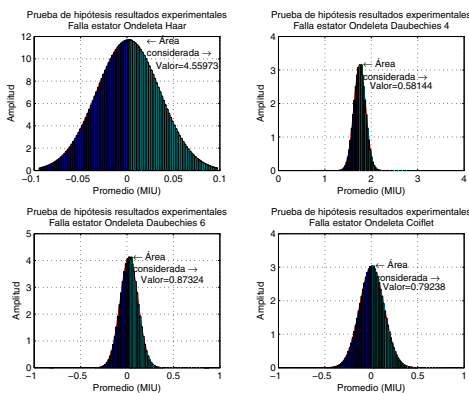 Prueba de hipótesis resultados experimentales
Falla estator Ondeleta Haar
12
10
8
6
4
2
0
Amplitud
← Área
considerada →
Valor=4.55973
−0.1
−0.05
0
0.05
0.1
Promedio (MIU)
Prueba de hipótesis resultados experimentales
Falla estator Ondeleta Daubechies 4
4
3
2
1
0
Amplitud
← Área
considerada →
Valor=0.58144
0
1
2
3
4
Promedio (MIU)
Prueba de hipótesis resultados experimentales
Falla estator Ondeleta Daubechies 6
5
4
3
2
1
0
Amplitud
← Área
considerada →
Valor=0.87324
−1
−0.5
0
0.5
1
Promedio (MIU)
Prueba de hipótesis resultados experimentales
Falla estator Ondeleta Coiflet
4
3
2
1
0
Amplitud
← Área
considerada →
Valor=0.79238
−1
−0.5
0
0.5
1
Promedio (MIU)